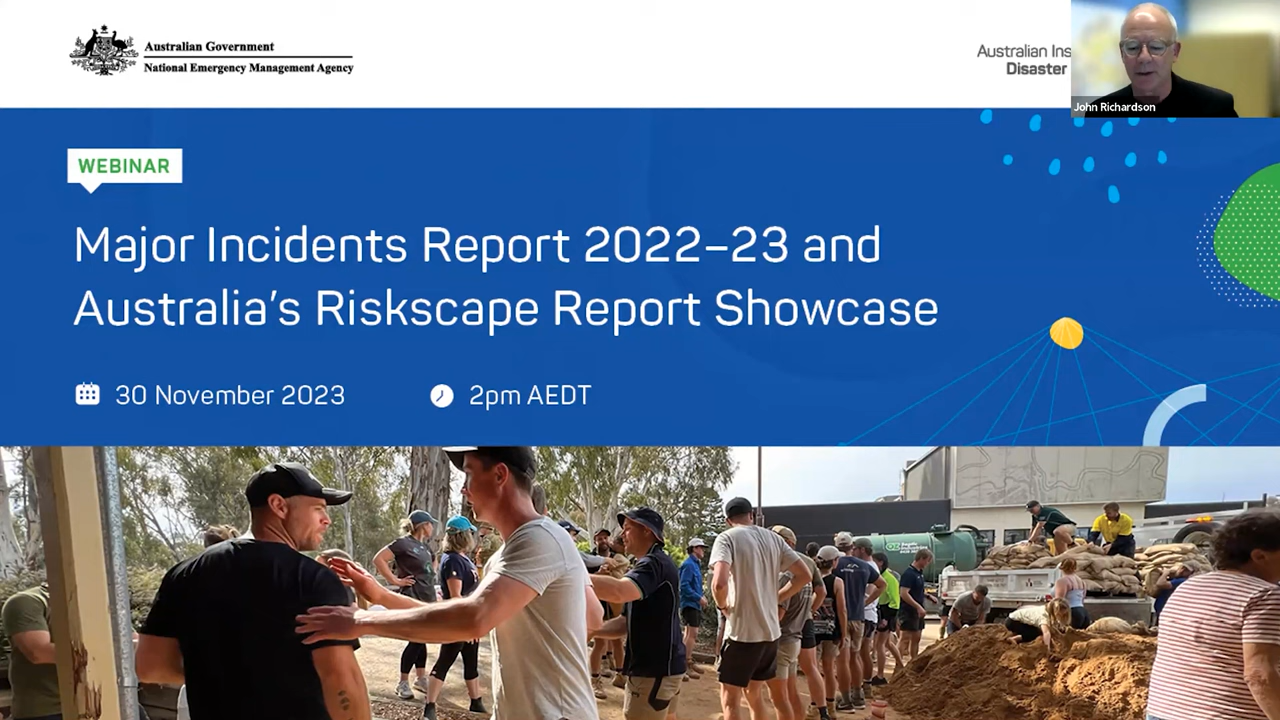 Australian Government
National Emergency Management Agency
Australian Ins
Disaster
John Richardson
WEBINAR
Major Incidents Report 2022–23 and
Australia's Riskscape Report Showcase
30 November 2023
2pm AEDT